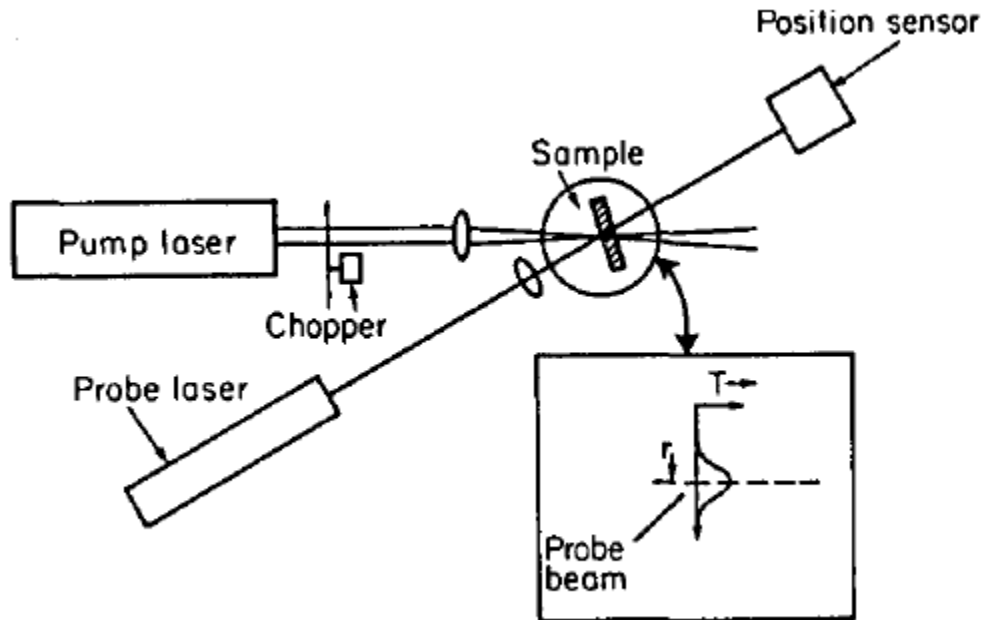 Position sensor
Sample
Pump laser
Chopper
Probe laser
T
r
Probe
beam